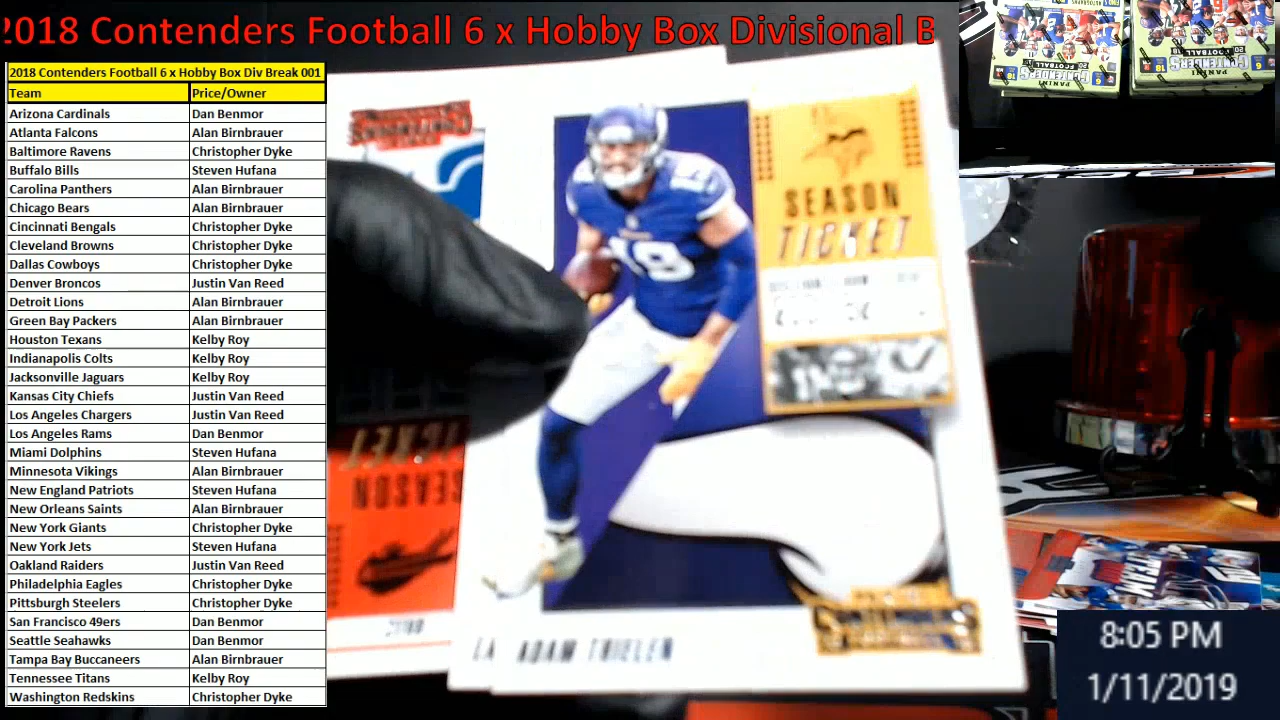 2018 Contenders Football 6 x Hobby Box Divisional B
2018 Contenders Football 6 x Hobby Box Div Break 001
Team Price/Owner
Arizona Cardinals Dan Benmor
Atlanta Falcons Alan Birnbrauer
Baltimore Ravens Christopher Dyke
Buffalo Bills Steven Hufana
Carolina Panthers Alan Birnbrauer
Chicago Bears Alan Birnbrauer
Cincinnati Bengals Christopher Dyke
Cleveland Browns Christopher Dyke
Dallas Cowboys Christopher Dyke
Denver Broncos Justin Van Reed
Detroit Lions Alan Birnbrauer
Green Bay Packers Alan Birnbrauer
Houston Texans Kelby Roy
Indianapolis Colts Kelby Roy
Jacksonville Jaguars Kelby Roy
Kansas City Chiefs Justin Van Reed
Los Angeles Chargers Justin Van Reed
Los Angeles Rams Dan Benmor
Miami Dolphins Steven Hufana
Minnesota Vikings Alan Birnbrauer
New England Patriots Steven Hufana
New Orleans Saints Alan Birnbrauer
New York Giants Christopher Dyke
New York Jets Steven Hufana
Oakland Raiders Justin Van Reed
Philadelphia Eagles Christopher Dyke
Pittsburgh Steelers Christopher Dyke
San Francisco 49ers Dan Benmor
Seattle Seahawks Dan Benmor
Tampa Bay Buccaneers Alan Birnbrauer
Tennessee Titans Kelby Roy
Washington Redskins Christopher Dyke
CONTENDERS
SEASON
TICKET
19
ADAM THIELEN
CONTENDERS
SEASON
TICKET
PANINI
CONTENDERS
PANINI
CONTENDERS
8:05 PM
1/11/2019